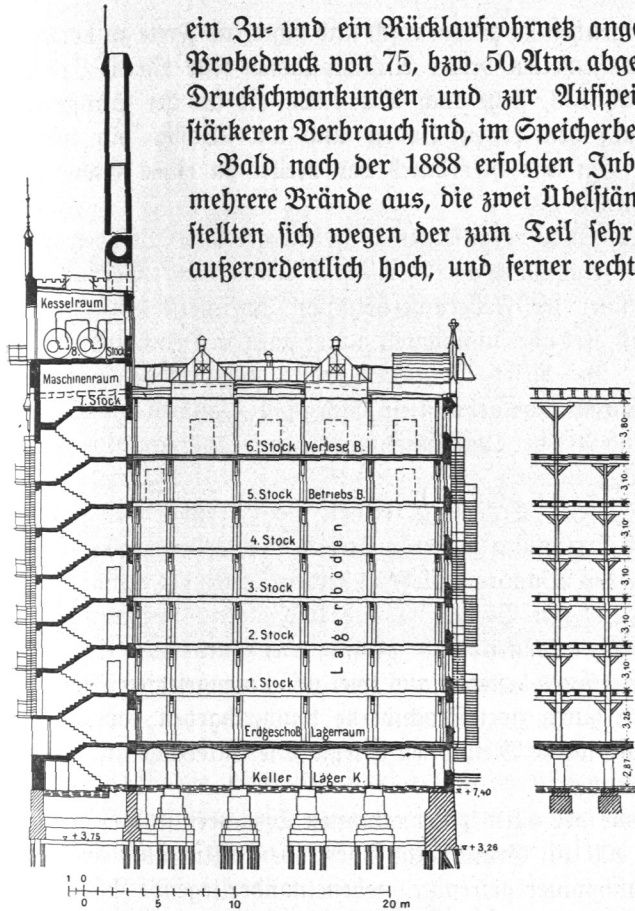 ein Zu- und ein Rücklaufrohrnetz ange
Probedruck von 75, bzw. 50 Atm. abge
Druckschwankungen und zur Aufspei
stärkeren Verbrauch sind, im Speicherbe
Bald nach der 1888 erfolgten Inb
mehrere Brände aus, die zwei Übelstän
stellten sich wegen der zum Teil sehr
außerordentlich hoch, und ferner recht
Kesselraum
8. Stock
Maschinenraum
7. Stock
6. Stock Verlese B.
5. Stock Betriebs B.
4. Stock
3. Stock
2. Stock
1. Stock
Lagerböden
Erdgeschoß Lagerraum
Keller Lager K.
3,80
3,10
3,10
3,10
3,10
3,10
3,25
2,87
+7,40
+3,75
+3,26
1 0 5 10 20 m